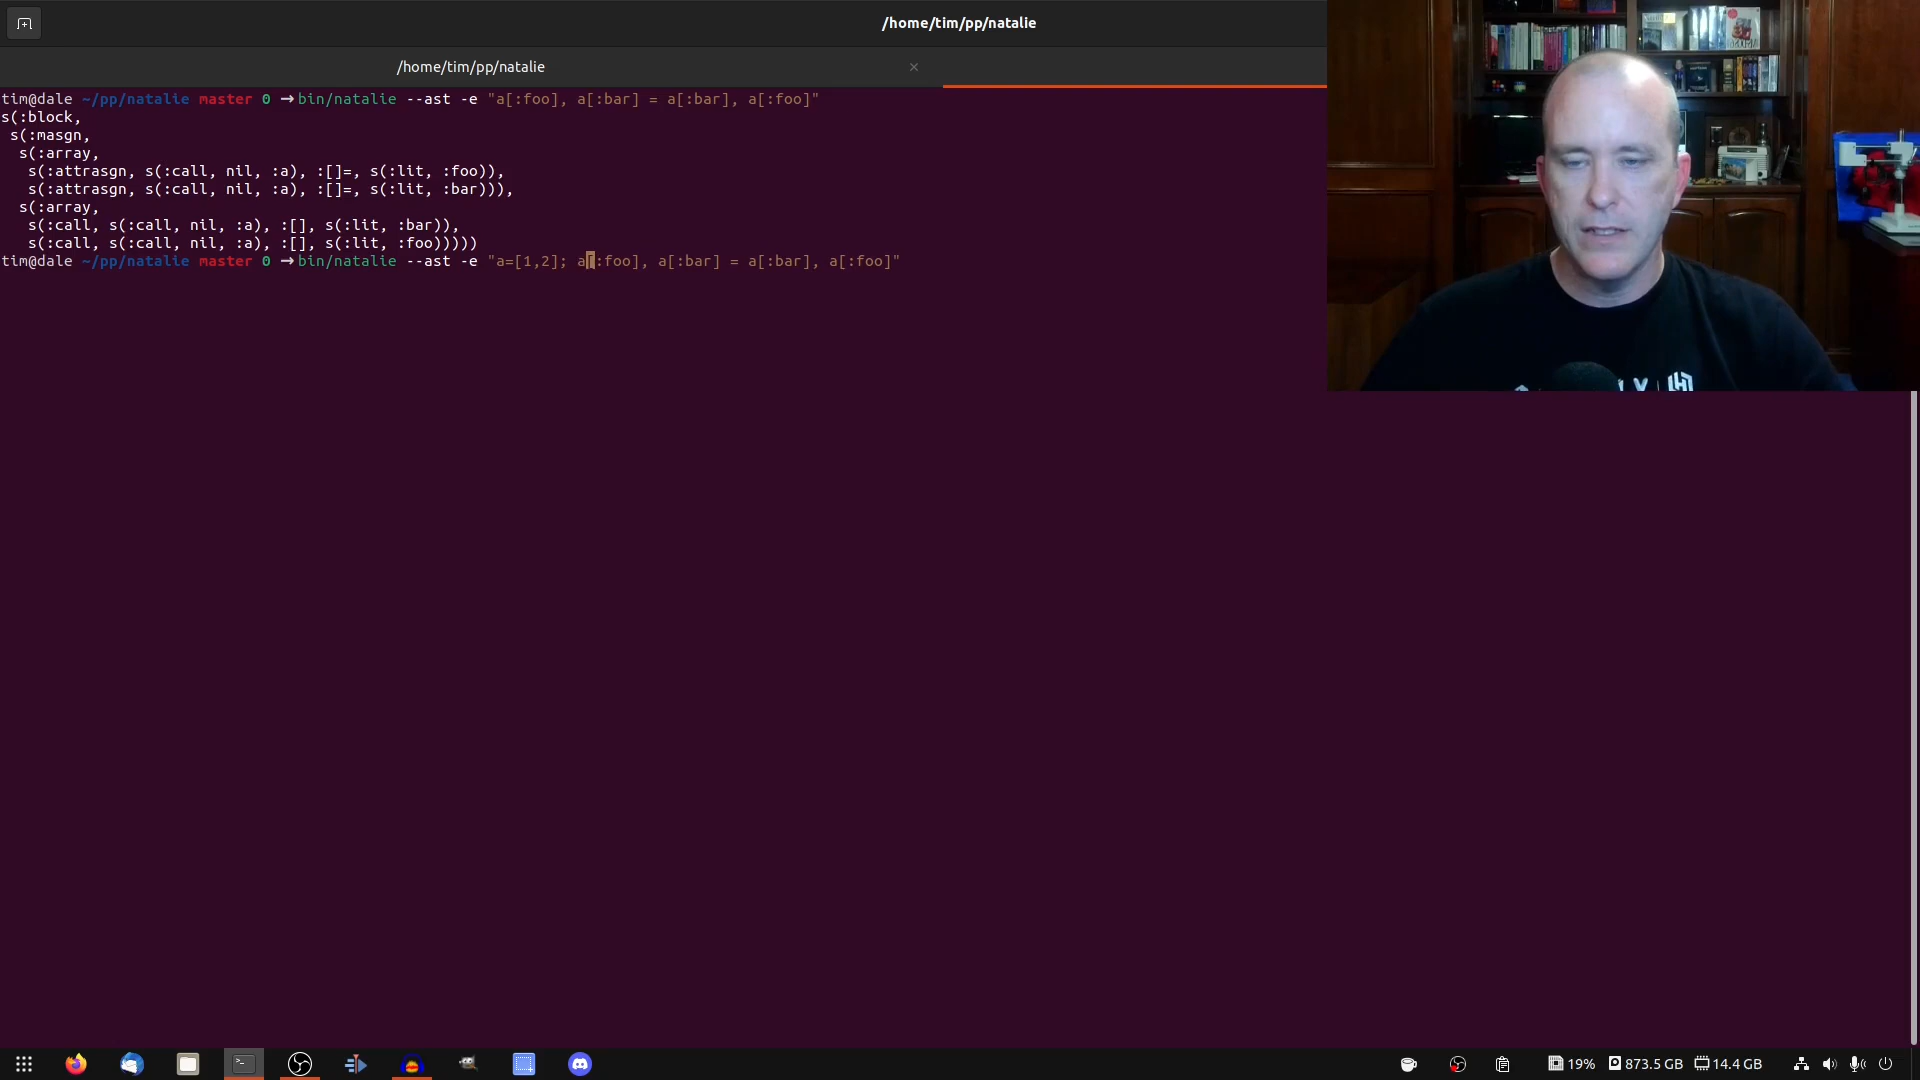 /home/tim/pp/natalie
/home/tim/pp/natalie ×
tim@dale ~/pp/natalie master 0 →bin/natalie --ast -e "a[:foo], a[:bar] = a[:bar], a[:foo]"
s(:block,
 s(:masgn,
  s(:array,
   s(:attrasgn, s(:call, nil, :a), :[]=, s(:lit, :foo)),
   s(:attrasgn, s(:call, nil, :a), :[]=, s(:lit, :bar))),
  s(:array,
   s(:call, s(:call, nil, :a), :[], s(:lit, :bar)),
   s(:call, s(:call, nil, :a), :[], s(:lit, :foo)))))
tim@dale ~/pp/natalie master 0 →bin/natalie --ast -e "a=[1,2]; a[:foo], a[:bar] = a[:bar], a[:foo]"
19% 873.5 GB 14.4 GB